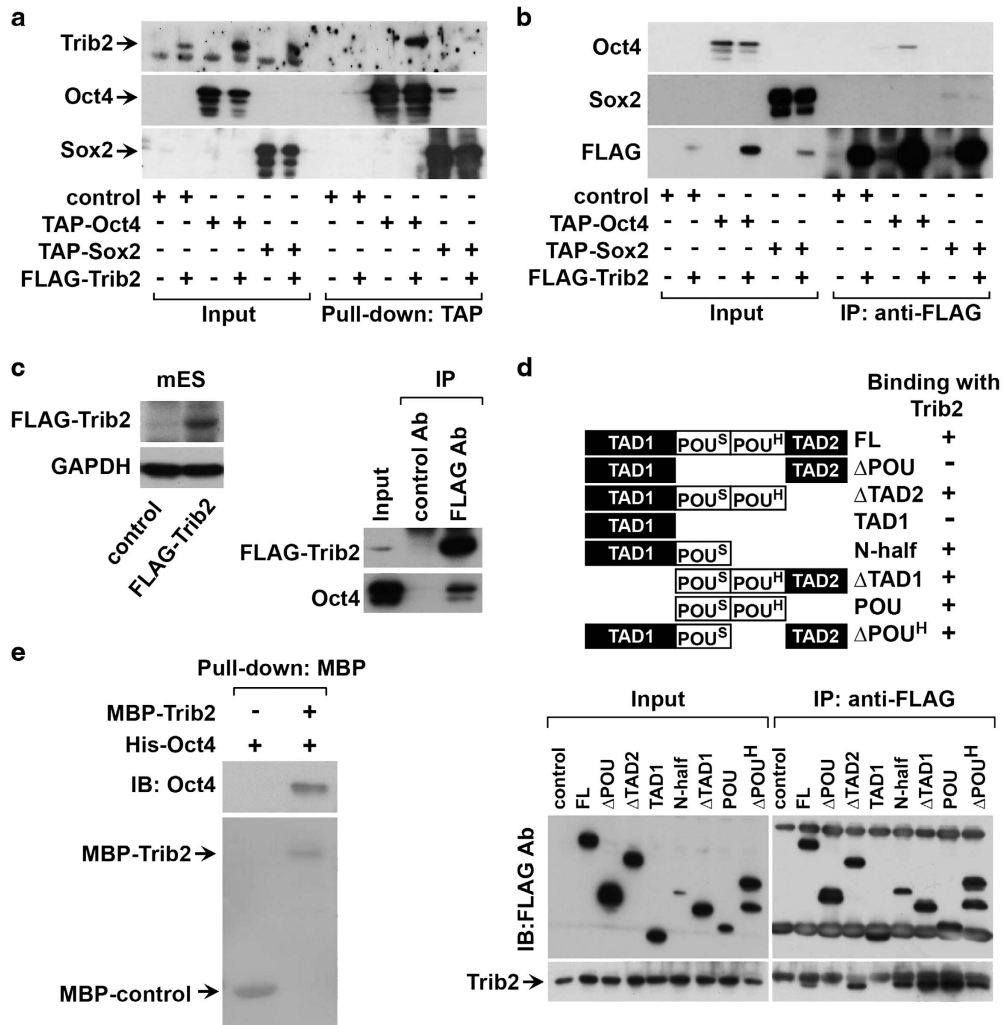 a
Trib2
Oct4
Sox2
control + + - - - - + + - - - -
TAP-Oct4 - - + + - - - - + + - -
TAP-Sox2 - - - - + + - - - - + +
FLAG-Trib2 - + - + - + - + - + - +
Input Pull-down: TAP
b
Oct4
Sox2
FLAG
control + + - - - - + + - - - -
TAP-Oct4 - - + + - - - - + + - -
TAP-Sox2 - - - - + + - - - - + +
FLAG-Trib2 - + - + - + - + - + - +
Input IP: anti-FLAG
c
mES
FLAG-Trib2
GAPDH
control
FLAG-Trib2
IP
Input
control Ab
FLAG Ab
FLAG-Trib2
Oct4
d
Binding with
Trib2
TAD1 POUS POUH TAD2 FL +
TAD1 TAD2 ΔPOU -
TAD1 POUS POUH ΔTAD2 +
TAD1 TAD1 -
TAD1 POUS N-half +
POUS POUH TAD2 ΔTAD1 +
POUS POUH POU +
TAD1 POUS TAD2 ΔPOUH +
Input IP: anti-FLAG
control FL ΔPOU ΔTAD2 TAD1 N-half ΔTAD1 POU ΔPOUH control FL ΔPOU ΔTAD2 TAD1 N-half ΔTAD1 POU ΔPOUH
IB:FLAG Ab
Trib2
e
Pull-down: MBP
MBP-Trib2 - +
His-Oct4 + +
IB: Oct4
MBP-Trib2
MBP-control